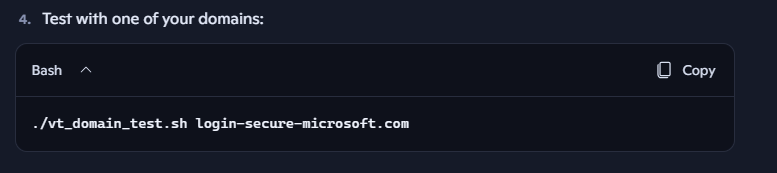 4. Test with one of your domains:
Bash
Copy
./vt_domain_test.sh login-secure-microsoft.com